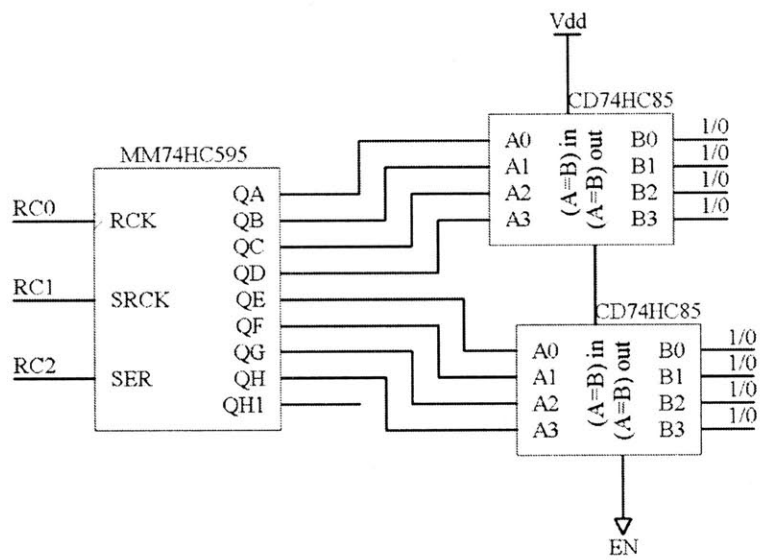 Vdd
CD74HC85
A0 (A=B) in B0 1/0
A1 (A=B) out B1 1/0
A2 B2 1/0
A3 B3 1/0
MM74HC595
RC0 RCK QA
QB
QC
QD
RC1 SRCK QE
QF
QG
RC2 SER QH
QH1
CD74HC85
A0 (A=B) in B0 1/0
A1 (A=B) out B1 1/0
A2 B2 1/0
A3 B3 1/0
EN